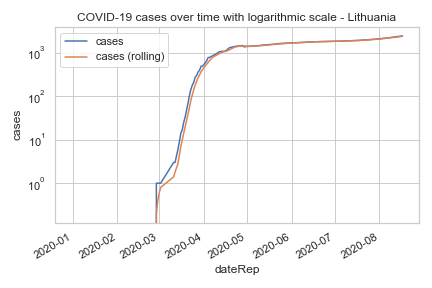 COVID-19 cases over time with logarithmic scale - Lithuania
cases
cases (rolling)
10³
10²
10¹
10⁰
cases
2020-01
2020-02
2020-03
2020-04
2020-05
2020-06
2020-07
2020-08
dateRep